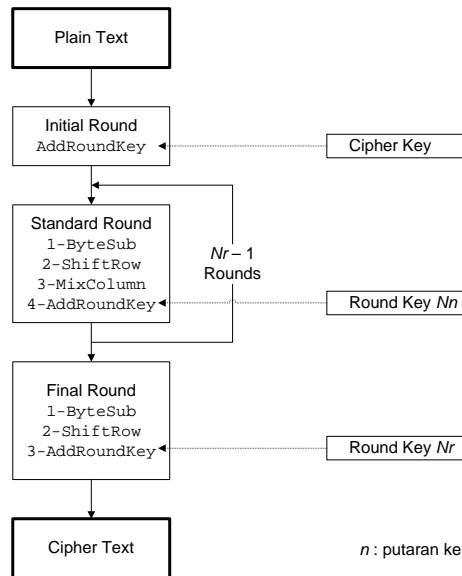 Plain Text
Initial Round
AddRoundKey
Cipher Key
Standard Round
1-ByteSub
2-ShiftRow
3-MixColumn
4-AddRoundKey
Nr – 1
Rounds
Round Key Nn
Final Round
1-ByteSub
2-ShiftRow
3-AddRoundKey
Round Key Nr
Cipher Text
n : putaran ke